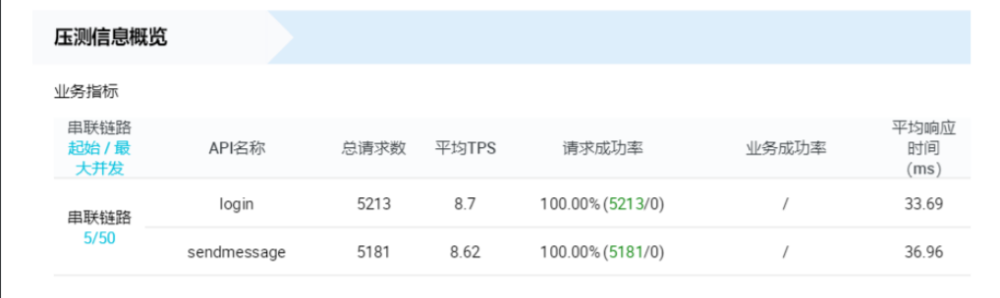 压测信息概览
业务指标
串联链路
起始 / 最
大并发
API名称
总请求数
平均TPS
请求成功率
业务成功率
平均响应
时间
(ms)
串联链路
5/50
login
5213
8.7
100.00%(5213/0)
/
33.69
sendmessage
5181
8.62
100.00%(5181/0)
/
36.96